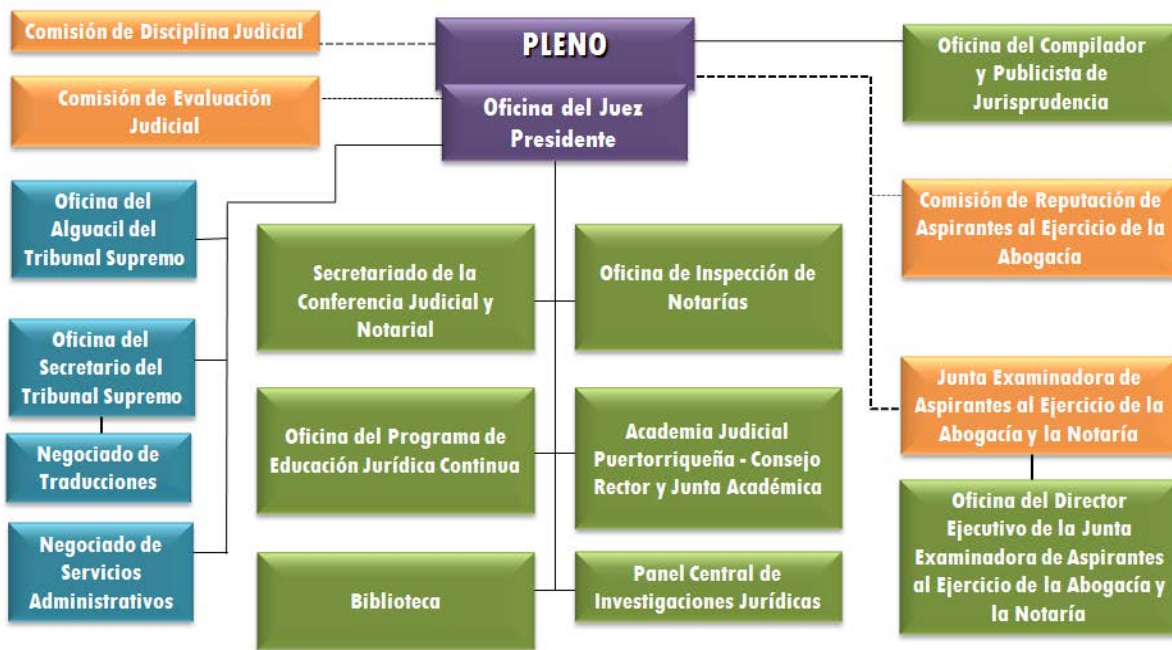 Comisión de Disciplina Judicial
Comisión de Evaluación
Judicial
PLENO
Oficina del Juez
Presidente
Oficina del Compilador
y Publicista de
Jurisprudencia
Oficina del
Alguacil del
Tribunal Supremo
Oficina del
Secretario del
Tribunal Supremo
Negociado de
Traducciones
Negociado de
Servicios
Administrativos
Secretariado de la
Conferencia Judicial y
Notarial
Oficina de Inspección de
Notarías
Oficina del Programa de
Educación Jurídica Continua
Academia Judicial
Puertorriqueña - Consejo
Rector y Junta Académica
Biblioteca
Panel Central de
Investigaciones Jurídicas
Comisión de Reputación de
Aspirantes al Ejercicio de la
Abogacía
Junta Examinadora de
Aspirantes al Ejercicio de la
Abogacía y la Notaría
Oficina del Director
Ejecutivo de la Junta
Examinadora de Aspirantes
al Ejercicio de la Abogacía y
la Notaría